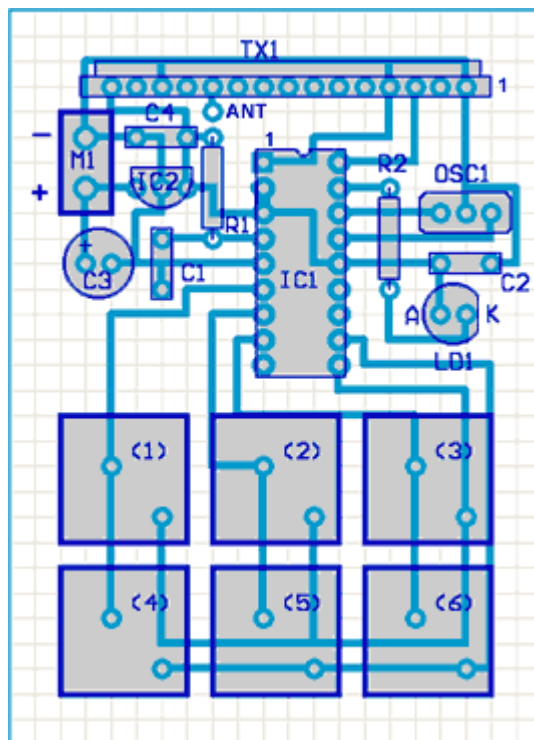 TX1
1
ANT
C4
- M1 +
IC2
1
R2
OSC1
R1
+ C3
C1
IC1
C2
A K
LD1
(1) (2) (3)
(4) (5) (6)